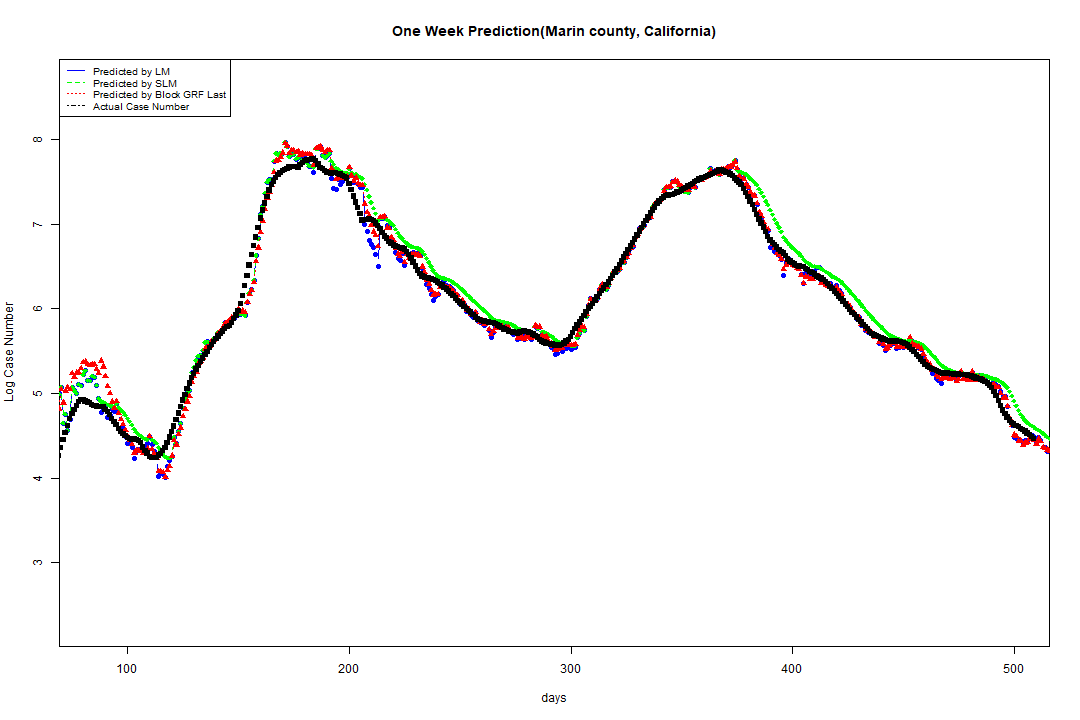 One Week Prediction(Marin county, California)
Predicted by LM
Predicted by SLM
Predicted by Block GRF Last
Actual Case Number
8
7
6
5
4
3
Log Case Number
100 200 300 400 500
days